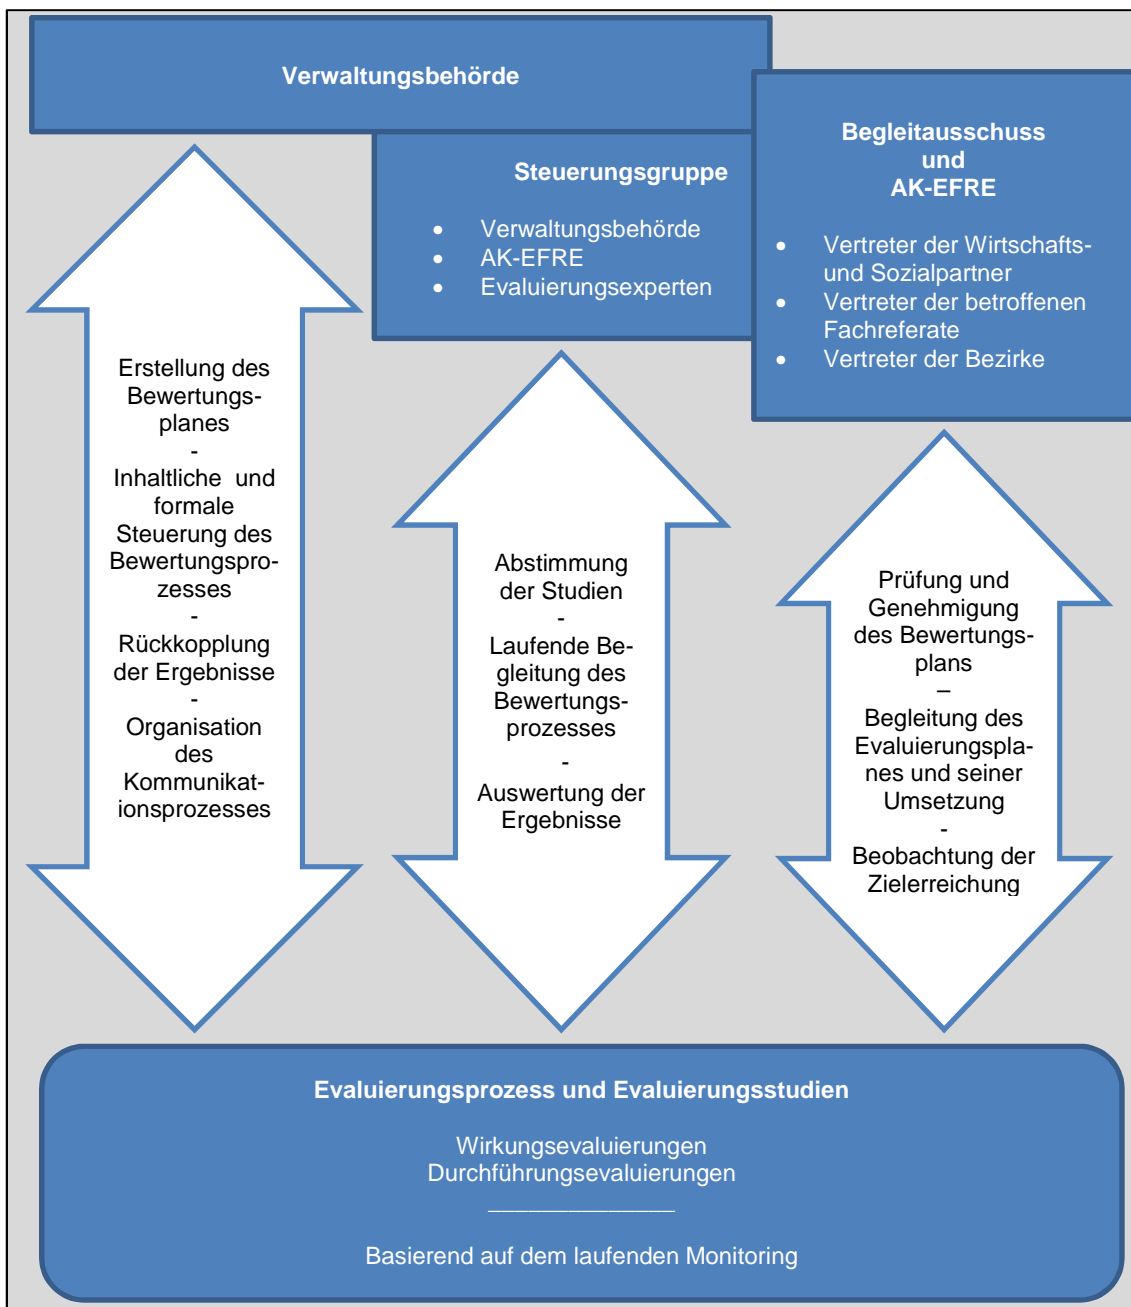 Verwaltungsbehörde
Steuerungsgruppe
• Verwaltungsbehörde
• AK-EFRE
• Evaluierungsexperten
Begleitausschuss
und
AK-EFRE
• Vertreter der Wirtschafts-
und Sozialpartner
• Vertreter der betroffenen
Fachreferate
• Vertreter der Bezirke
Erstellung des
Bewertungs-
planes
-
Inhaltliche und
formale
Steuerung des
Bewertungspro-
zesses
-
Rückkopplung
der Ergebnisse
-
Organisation
des
Kommunikat-
ionsprozesses
Abstimmung
der Studien
-
Laufende Be-
gleitung des
Bewertungs-
prozesses
-
Auswertung der
Ergebnisse
Prüfung und
Genehmigung
des Bewertungs-
plans
–
Begleitung des
Evaluierungspla-
nes und seiner
Umsetzung
-
Beobachtung der
Zielerreichung
Evaluierungsprozess und Evaluierungsstudien
Wirkungsevaluierungen
Durchführungsevaluierungen
______________
Basierend auf dem laufenden Monitoring